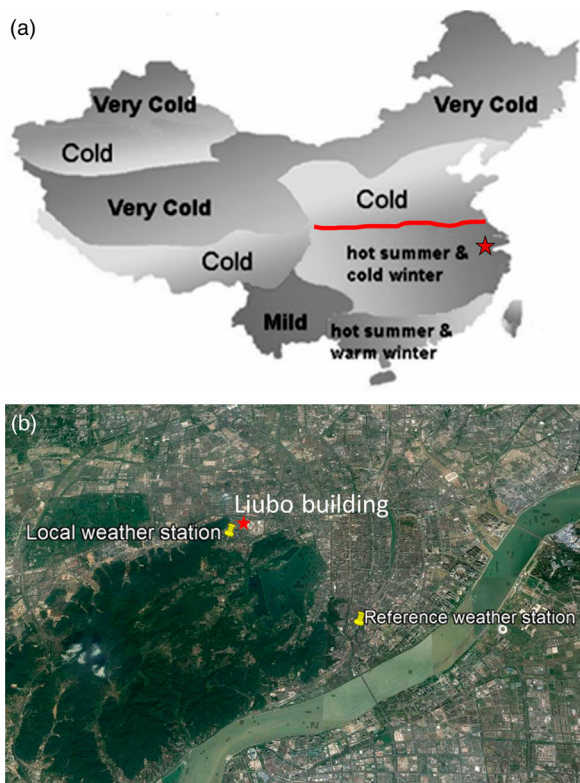 (a)
Very Cold
Very Cold
Cold
Cold
Very Cold
Cold
hot summer &
cold winter
Mild
hot summer &
warm winter
(b)
Liubo building
Local weather station
Reference weather station